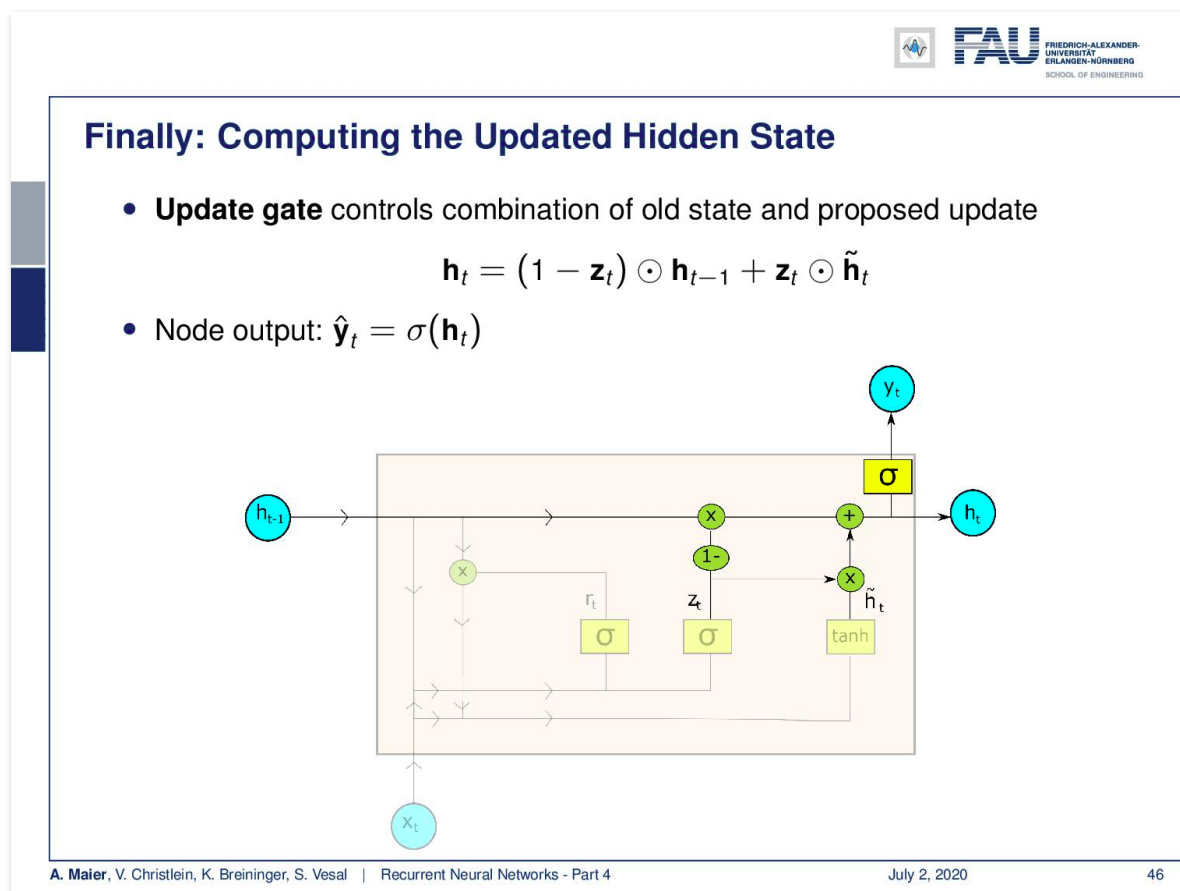 FAU
FRIEDRICH-ALEXANDER-
UNIVERSITÄT
ERLANGEN-NÜRNBERG
SCHOOL OF ENGINEERING
Finally: Computing the Updated Hidden State
• Update gate controls combination of old state and proposed update
h_t = (1 − z_t) ⊙ h_{t−1} + z_t ⊙ h̃_t
• Node output: ŷ_t = σ(h_t)
y_t
σ
h_{t-1}
x
+
h_t
1-
x
x
r_t
z_t
h̃_t
σ
σ
tanh
x_t
A. Maier, V. Christlein, K. Breininger, S. Vesal | Recurrent Neural Networks - Part 4 July 2, 2020 46